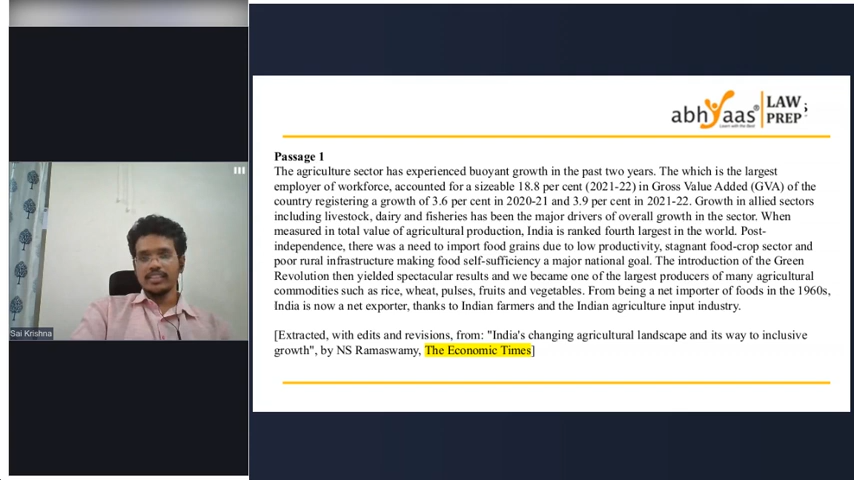 abhyaas®
Learn with the Best
LAW
PREP
Passage 1
The agriculture sector has experienced buoyant growth in the past two years. The which is the largest
employer of workforce, accounted for a sizeable 18.8 per cent (2021-22) in Gross Value Added (GVA) of the
country registering a growth of 3.6 per cent in 2020-21 and 3.9 per cent in 2021-22. Growth in allied sectors
including livestock, dairy and fisheries has been the major drivers of overall growth in the sector. When
measured in total value of agricultural production, India is ranked fourth largest in the world. Post-
independence, there was a need to import food grains due to low productivity, stagnant food-crop sector and
poor rural infrastructure making food self-sufficiency a major national goal. The introduction of the Green
Revolution then yielded spectacular results and we became one of the largest producers of many agricultural
commodities such as rice, wheat, pulses, fruits and vegetables. From being a net importer of foods in the 1960s,
India is now a net exporter, thanks to Indian farmers and the Indian agriculture input industry.
[Extracted, with edits and revisions, from: "India's changing agricultural landscape and its way to inclusive
growth", by NS Ramaswamy, The Economic Times]
Sai Krishna